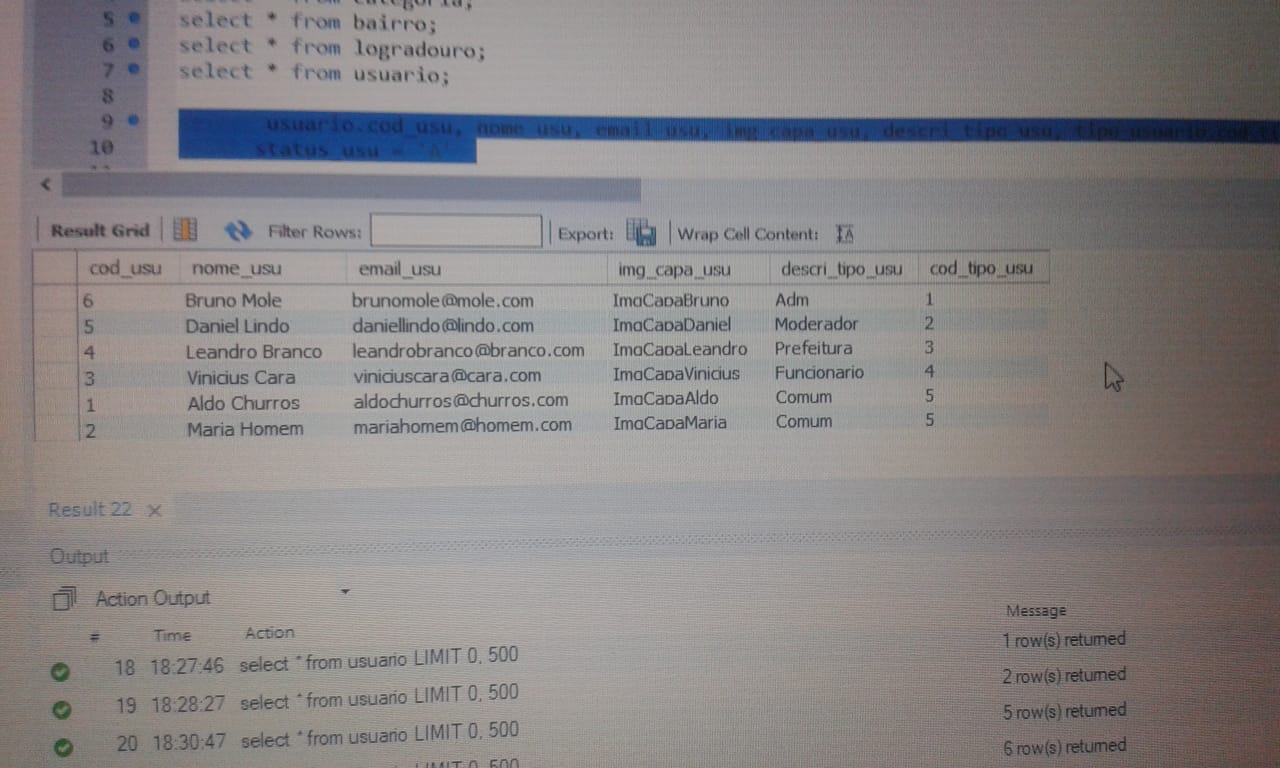 5 select * from bairro;
6 select * from logradouro;
7 select * from usuario;
8
9 usuario.cod_usu, nome_usu, email_usu, img_capa_usu, descri_tipo_usu,
10 status_usu = 'A'
Result Grid Filter Rows: Export: Wrap Cell Content:
cod_usu nome_usu email_usu img_capa_usu descri_tipo_usu cod_tipo_usu
6 Bruno Mole brunomole@mole.com ImgCapaBruno Adm 1
5 Daniel Lindo daniellindo@lindo.com ImgCapaDaniel Moderador 2
4 Leandro Branco leandrobranco@branco.com ImgCapaLeandro Prefeitura 3
3 Vinicius Cara viniciuscara@cara.com ImgCapaVinicius Funcionario 4
1 Aldo Churros aldochurros@churros.com ImgCapaAldo Comum 5
2 Maria Homem mariahomem@homem.com ImgCapaMaria Comum 5
Result 22 ×
Output
Action Output
# Time Action Message
18 18:27:46 select * from usuario LIMIT 0, 500 1 row(s) returned
19 18:28:27 select * from usuario LIMIT 0, 500 2 row(s) returned
20 18:30:47 select * from usuario LIMIT 0, 500 5 row(s) returned
LIMIT 0, 500 6 row(s) returned